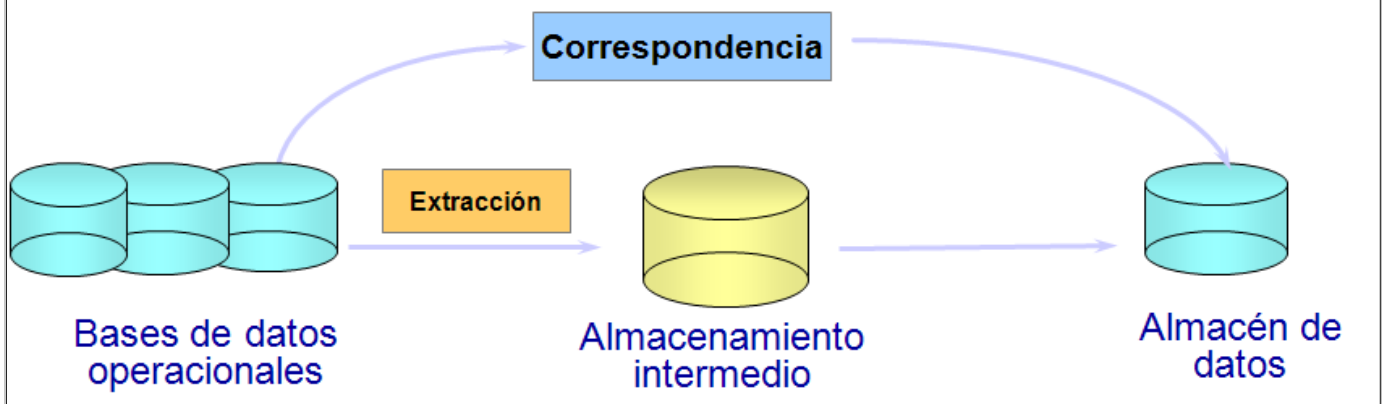 Correspondencia
Extracción
Bases de datos
operacionales
Almacenamiento
intermedio
Almacén de
datos